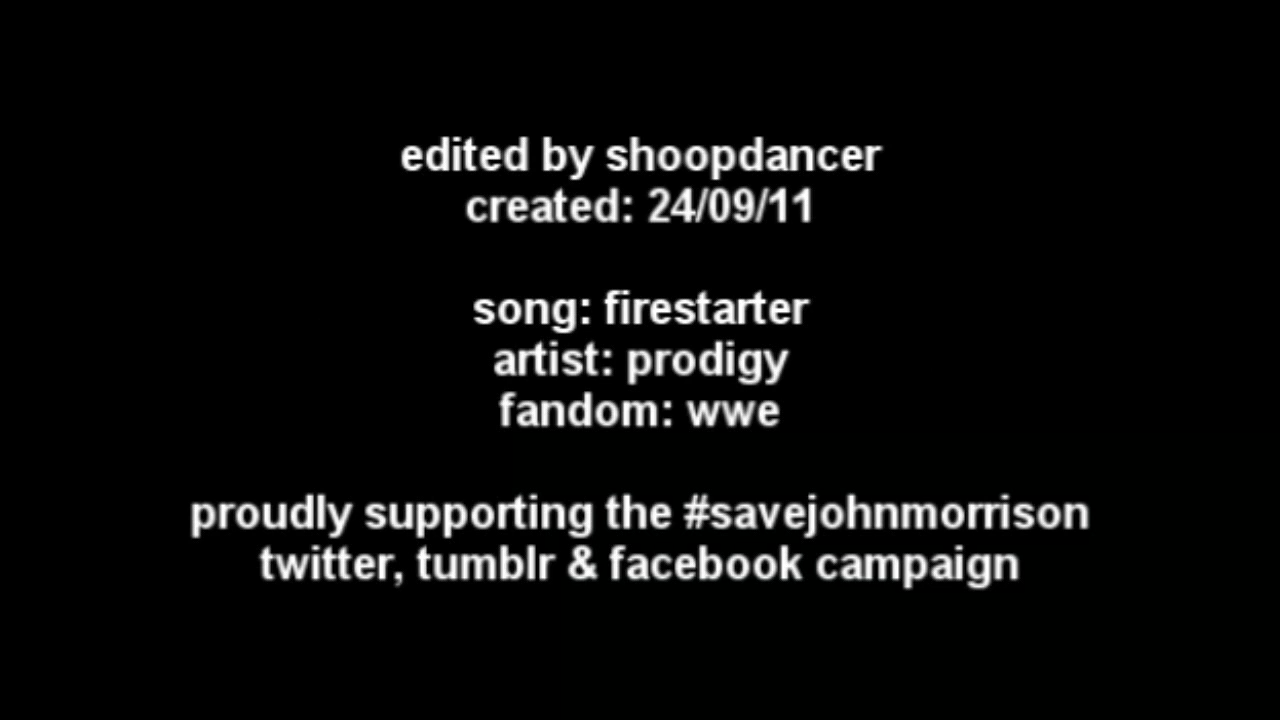 edited by shoopdancer
created: 24/09/11
song: firestarter
artist: prodigy
fandom: wwe
proudly supporting the #savejohnmorrison
twitter, tumblr & facebook campaign